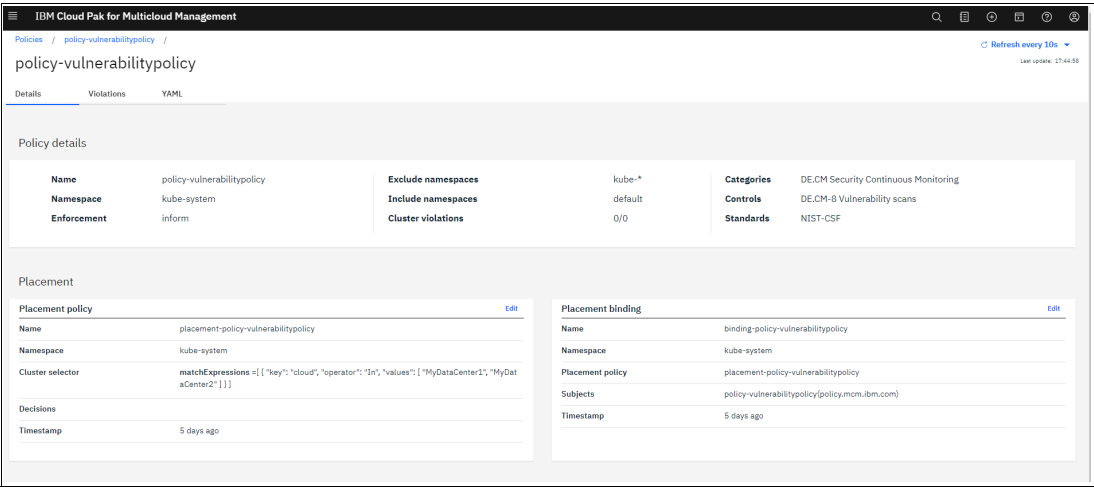 IBM Cloud Pak for Multicloud Management
Policies / policy-vulnerabilitypolicy /
Refresh every 10s
policy-vulnerabilitypolicy
Last update: 17:44:58
Details Violations YAML
Policy details
Name policy-vulnerabilitypolicy Exclude namespaces kube-* Categories DE.CM Security Continuous Monitoring
Namespace kube-system Include namespaces default Controls DE.CM-8 Vulnerability scans
Enforcement inform Cluster violations 0/0 Standards NIST-CSF
Placement
Placement policy Edit
Name placement-policy-vulnerabilitypolicy
Namespace kube-system
Cluster selector matchExpressions =[ { "key": "cloud", "operator": "In", "values": [ "MyDataCenter1", "MyDat
aCenter2" ] } ]
Decisions
Timestamp 5 days ago
Placement binding Edit
Name binding-policy-vulnerabilitypolicy
Namespace kube-system
Placement policy placement-policy-vulnerabilitypolicy
Subjects policy-vulnerabilitypolicy(policy.mcm.ibm.com)
Timestamp 5 days ago